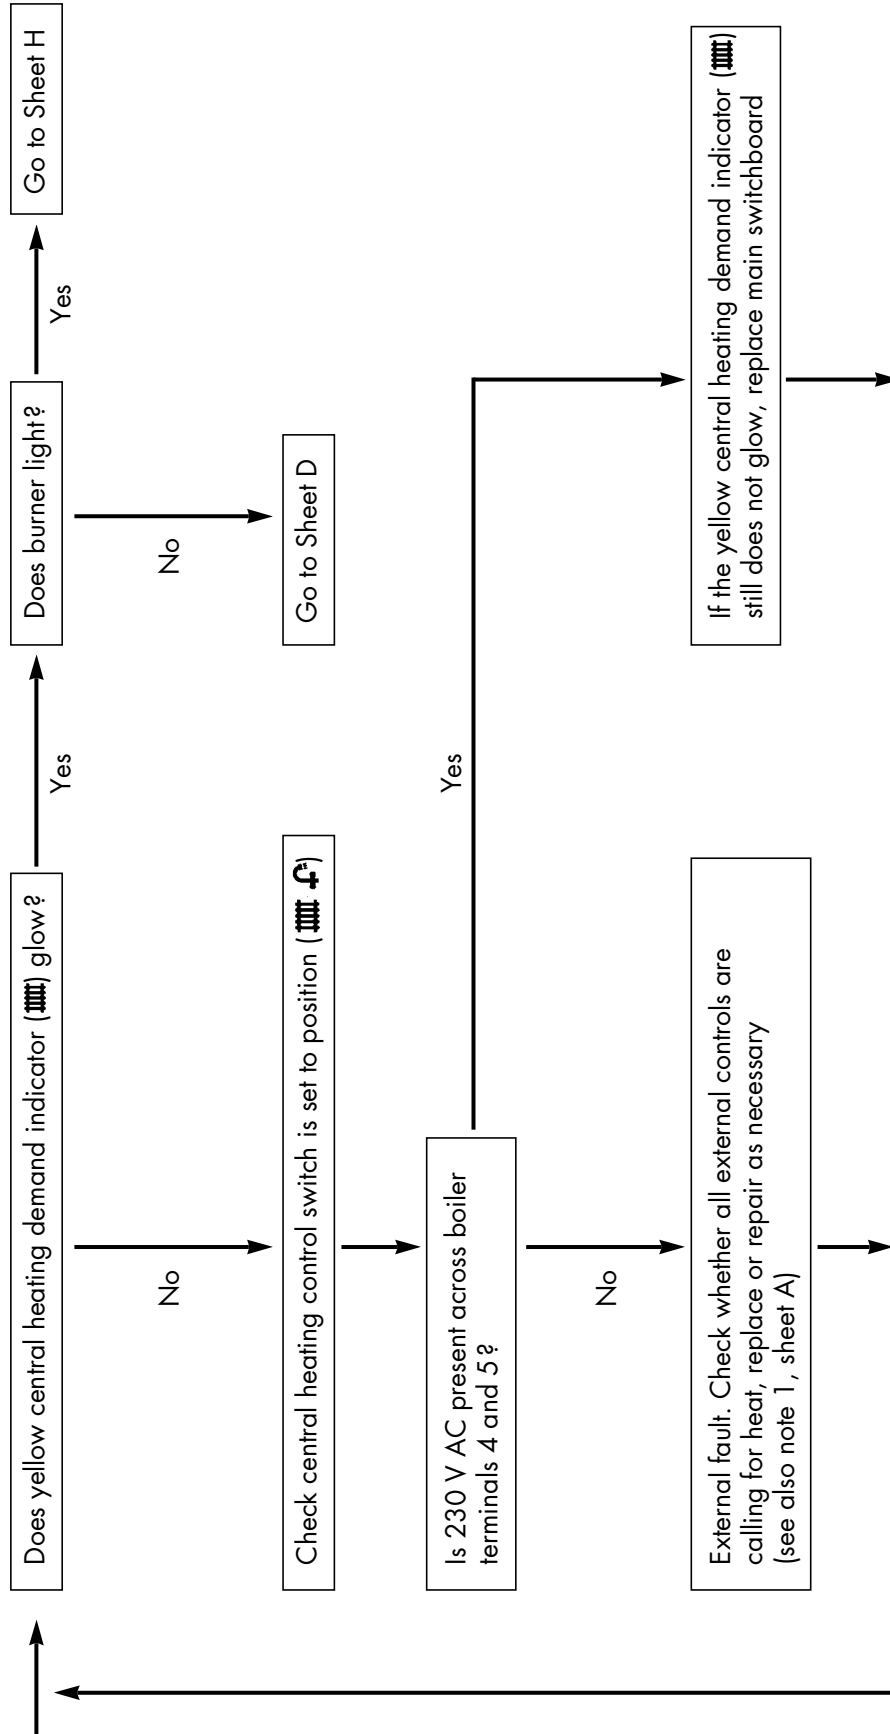 Does yellow central heating demand indicator () glow?
Yes
Does burner light?
Yes
Go to Sheet H
No
No
Check central heating control switch is set to position ( )
Go to Sheet D
Is 230 V AC present across boiler
terminals 4 and 5?
Yes
No
External fault. Check whether all external controls are
calling for heat, replace or repair as necessary
(see also note 1, sheet A)
If the yellow central heating demand indicator ()
still does not glow, replace main switchboard